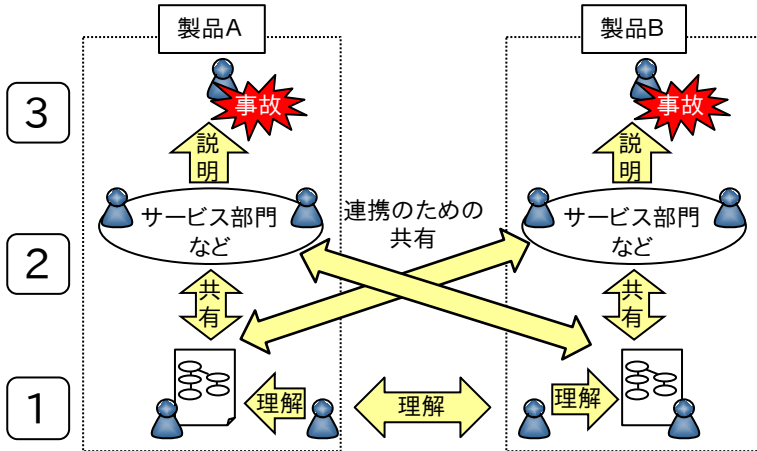 製品A
製品B
3
事故
事故
説
明
説
明
サービス部門
など
連携のための
共有
サービス部門
など
2
共
有
共
有
1
理解
理解
理解